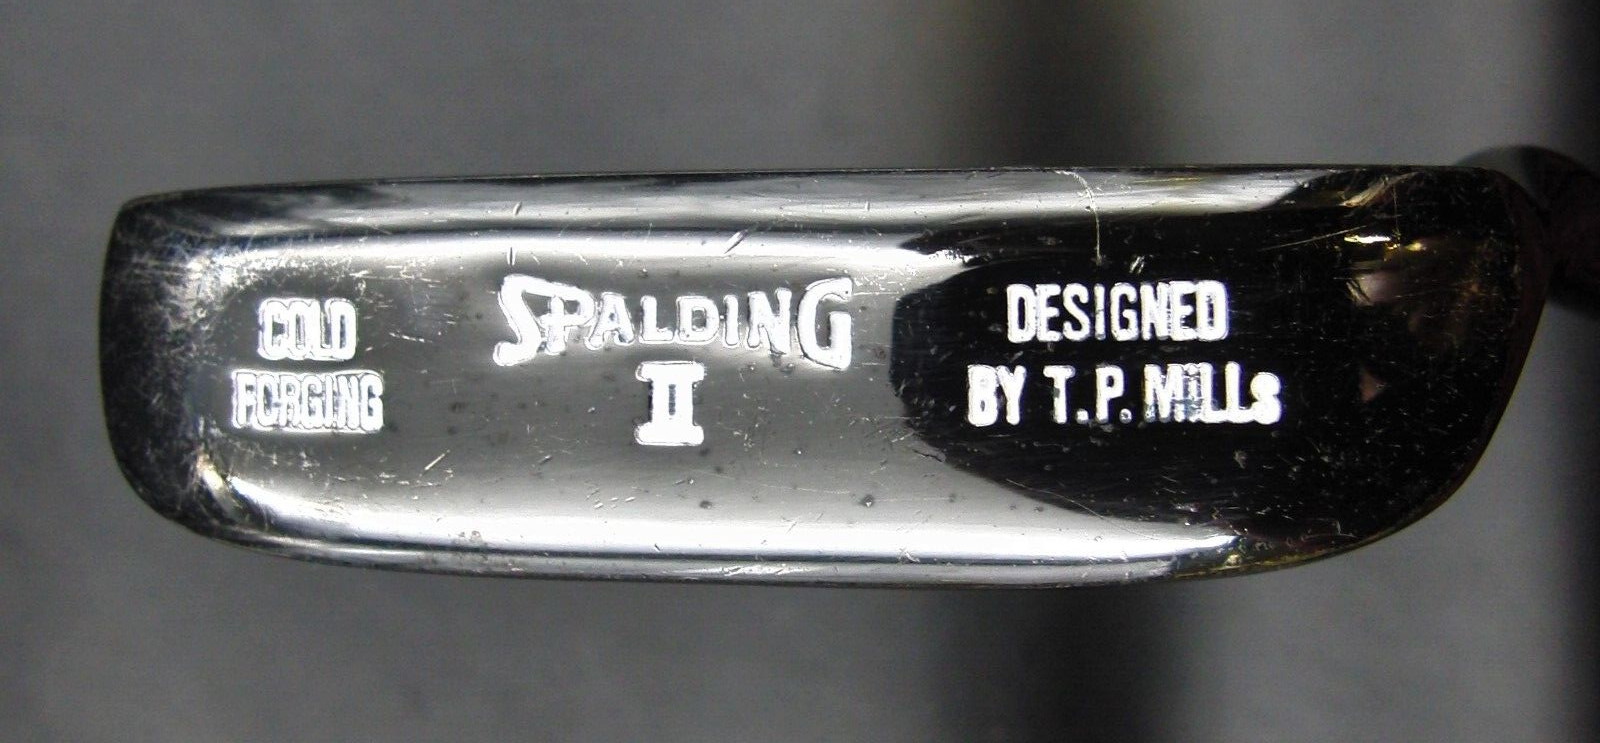 COLD
FORGING
SPALDING
II
DESIGNED
BY T.P. MILLS